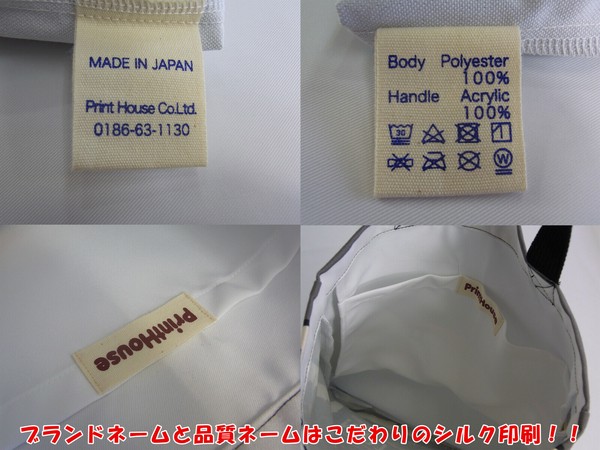 MADE IN JAPAN
Print House Co.Ltd.
0186-63-1130
Body Polyester
100%
Handle Acrylic
100%
30
1
W
PrintHouse
PrintHouse
ブランドネームと品質ネームはこだわりのシルク印刷!!